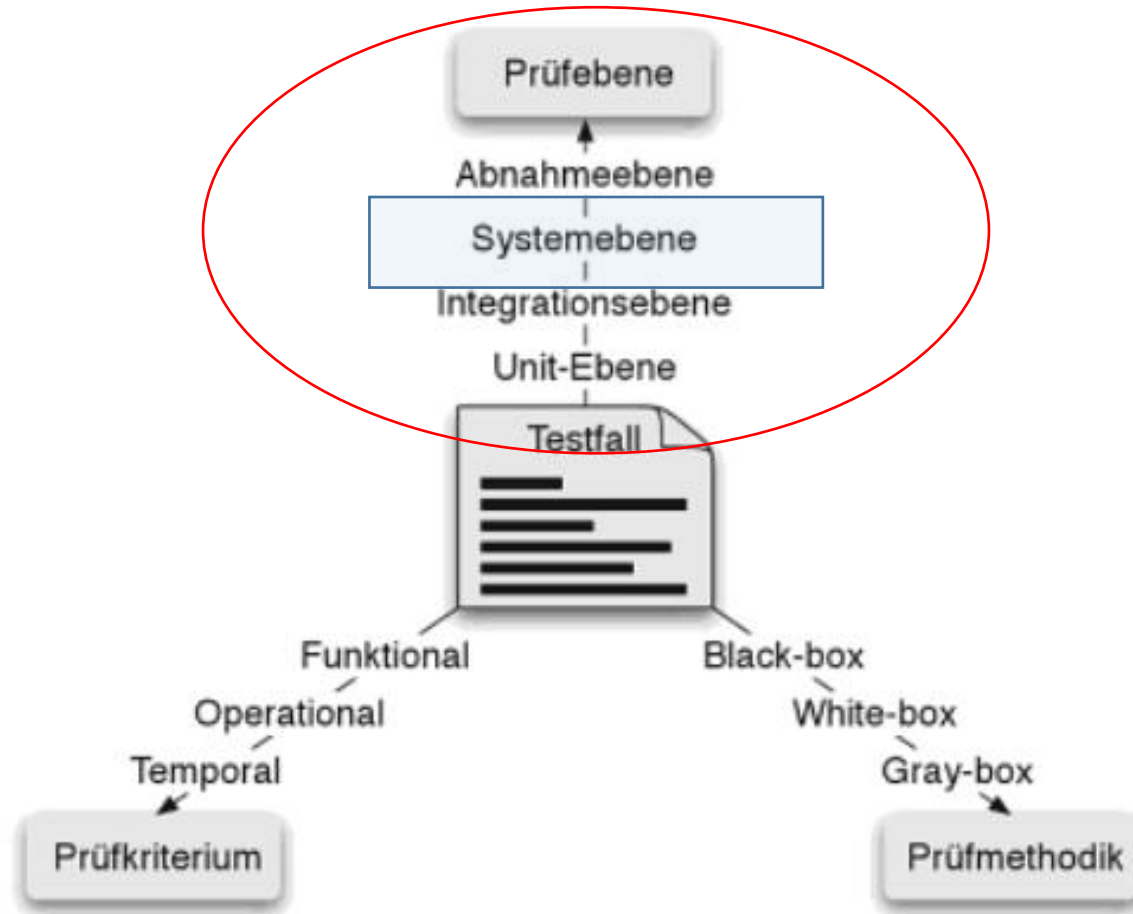 Prüfebene
Abnahmeebene
Systemebene
Integrationsebene
Unit-Ebene
Testfall
Funktional
Black-box
Operational
White-box
Temporal
Gray-box
Prüfkriterium
Prüfmethodik